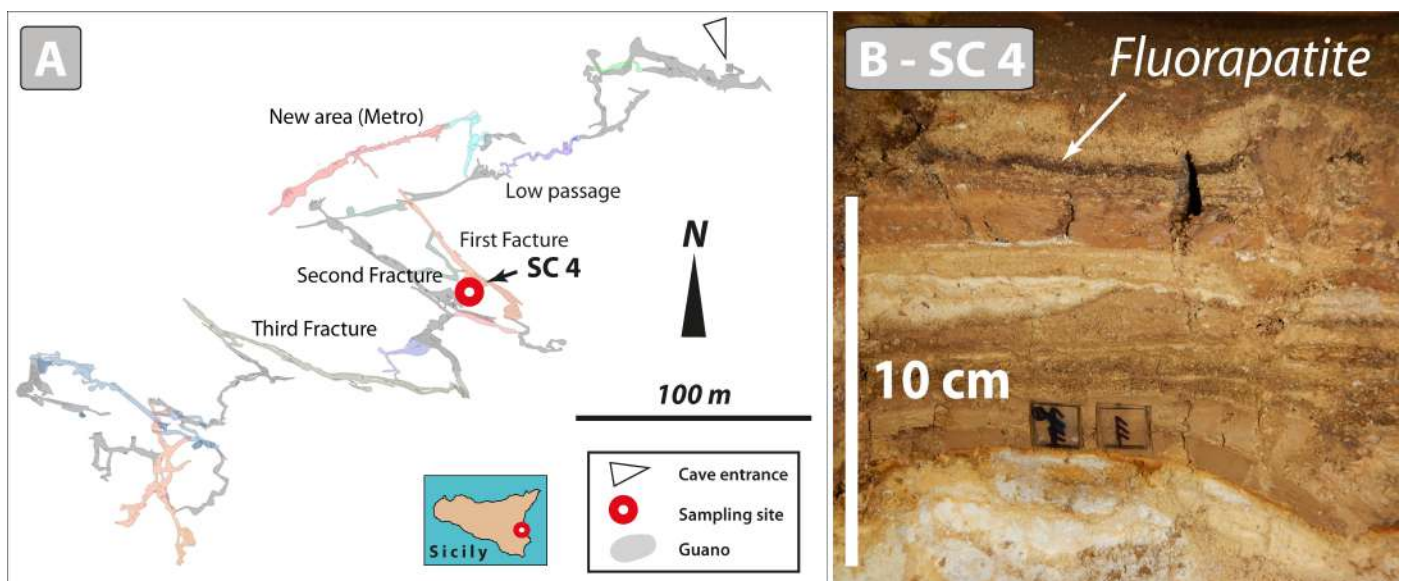 A
New area (Metro)
Low passage
First Facture
SC 4
Second Fracture
Third Fracture
N
100 m
Cave entrance
Sampling site
Guano
Sicily
B - SC 4
Fluorapatite
10 cm